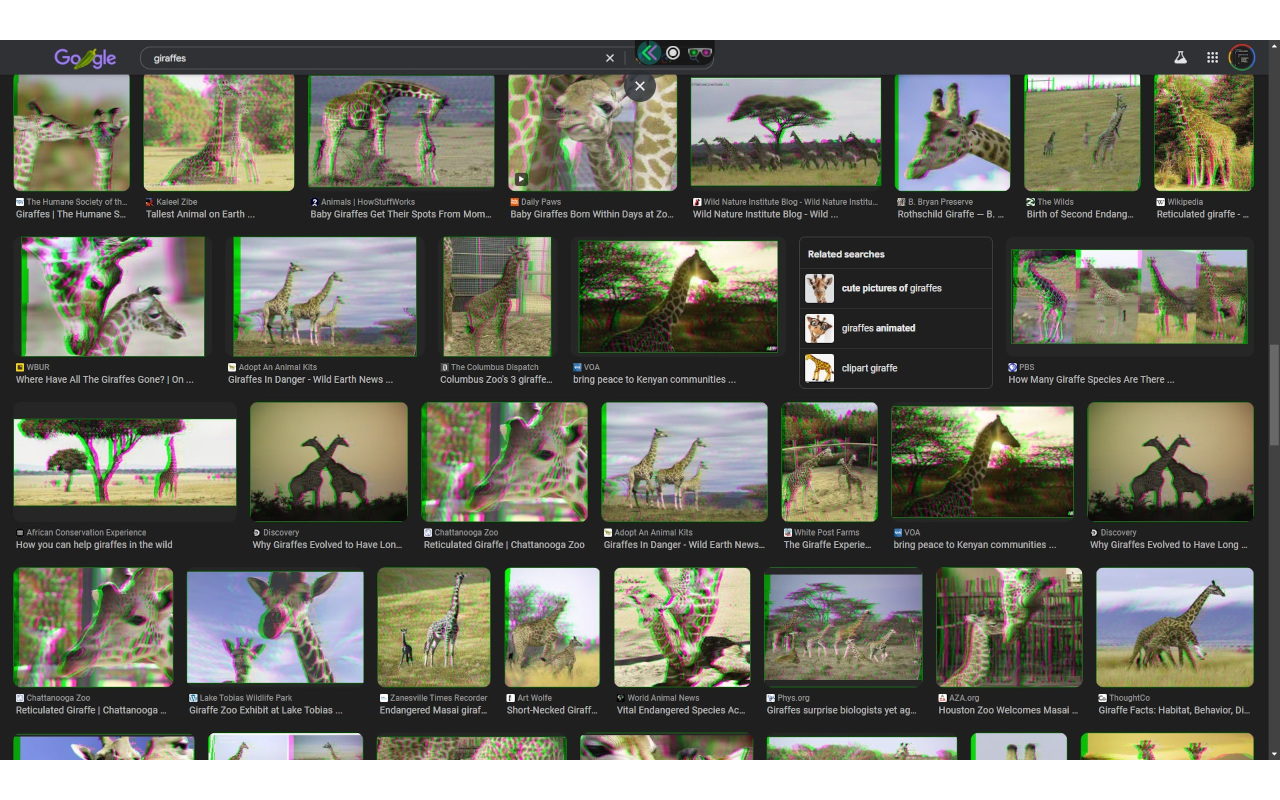 Google
giraffes
The Humane Society of th...
Giraffes | The Humane S...
Kaleel Zibe
Tallest Animal on Earth ...
Animals | HowStuffWorks
Baby Giraffes Get Their Spots From Mom...
Daily Paws
Baby Giraffes Born Within Days at Zo...
Wild Nature Institute Blog - Wild Nature Institu...
Wild Nature Institute Blog - Wild ...
B. Bryan Preserve
Rothschild Giraffe — B. ...
The Wilds
Birth of Second Endang...
Wikipedia
Reticulated giraffe - ...
WBUR
Where Have All The Giraffes Gone? | On ...
Adopt An Animal Kits
Giraffes In Danger - Wild Earth News ...
The Columbus Dispatch
Columbus Zoo's 3 giraffe...
VOA
bring peace to Kenyan communities ...
Related searches
cute pictures of giraffes
giraffes animated
clipart giraffe
PBS
How Many Giraffe Species Are There ...
African Conservation Experience
How you can help giraffes in the wild
Discovery
Why Giraffes Evolved to Have Lon...
Chattanooga Zoo
Reticulated Giraffe | Chattanooga Zoo
Adopt An Animal Kits
Giraffes In Danger - Wild Earth News...
White Post Farms
The Giraffe Experie...
VOA
bring peace to Kenyan communities ...
Discovery
Why Giraffes Evolved to Have Long ...
Chattanooga Zoo
Reticulated Giraffe | Chattanooga ...
Lake Tobias Wildlife Park
Giraffe Zoo Exhibit at Lake Tobias ...
Zanesville Times Recorder
Endangered Masai giraf...
Art Wolfe
Short-Necked Giraff...
World Animal News
Vital Endangered Species Ac...
Phys.org
Giraffes surprise biologists yet ag...
AZA.org
Houston Zoo Welcomes Masai ...
ThoughtCo
Giraffe Facts: Habitat, Behavior, Di...